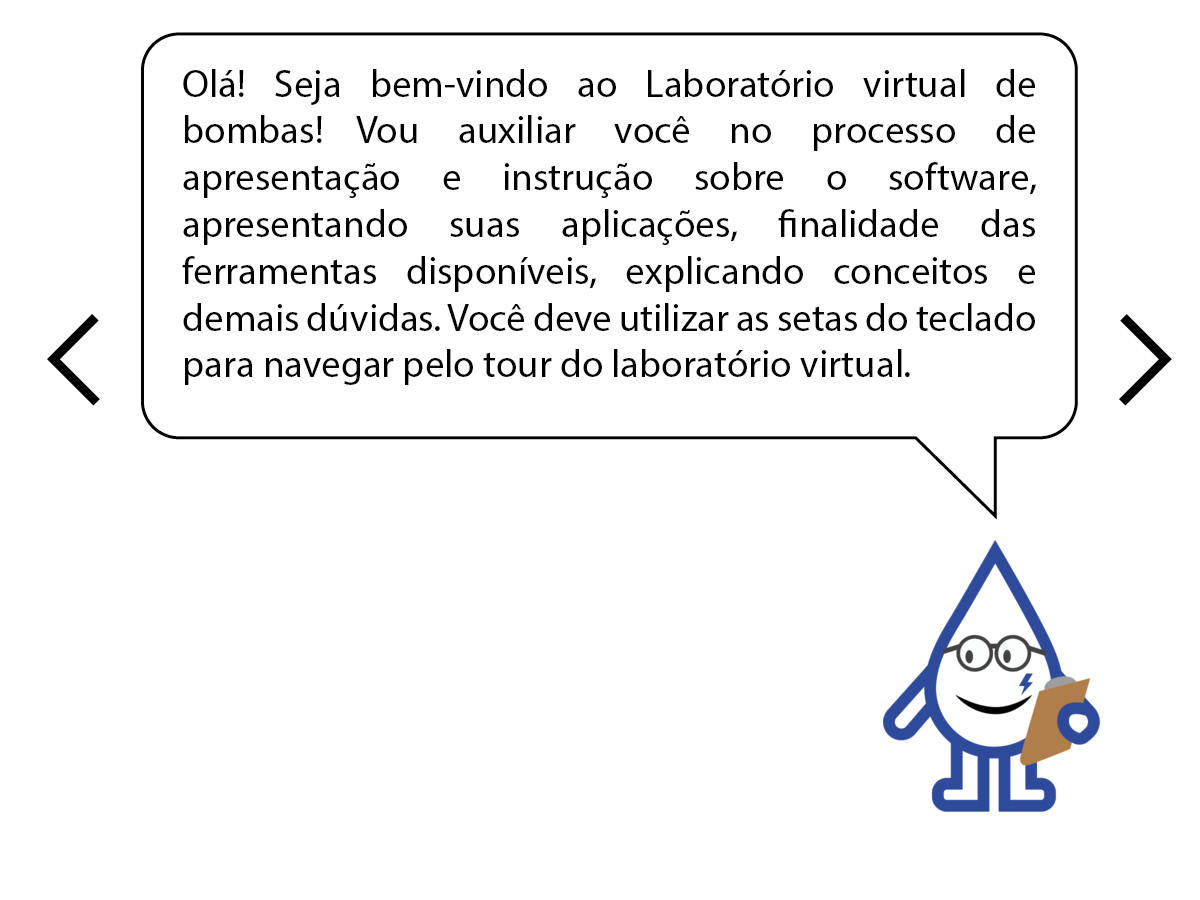 Olá! Seja bem-vindo ao Laboratório virtual de
bombas! Vou auxiliar você no processo de
apresentação e instrução sobre o software,
apresentando suas aplicações, finalidade das
ferramentas disponíveis, explicando conceitos e
demais dúvidas. Você deve utilizar as setas do teclado
para navegar pelo tour do laboratório virtual.